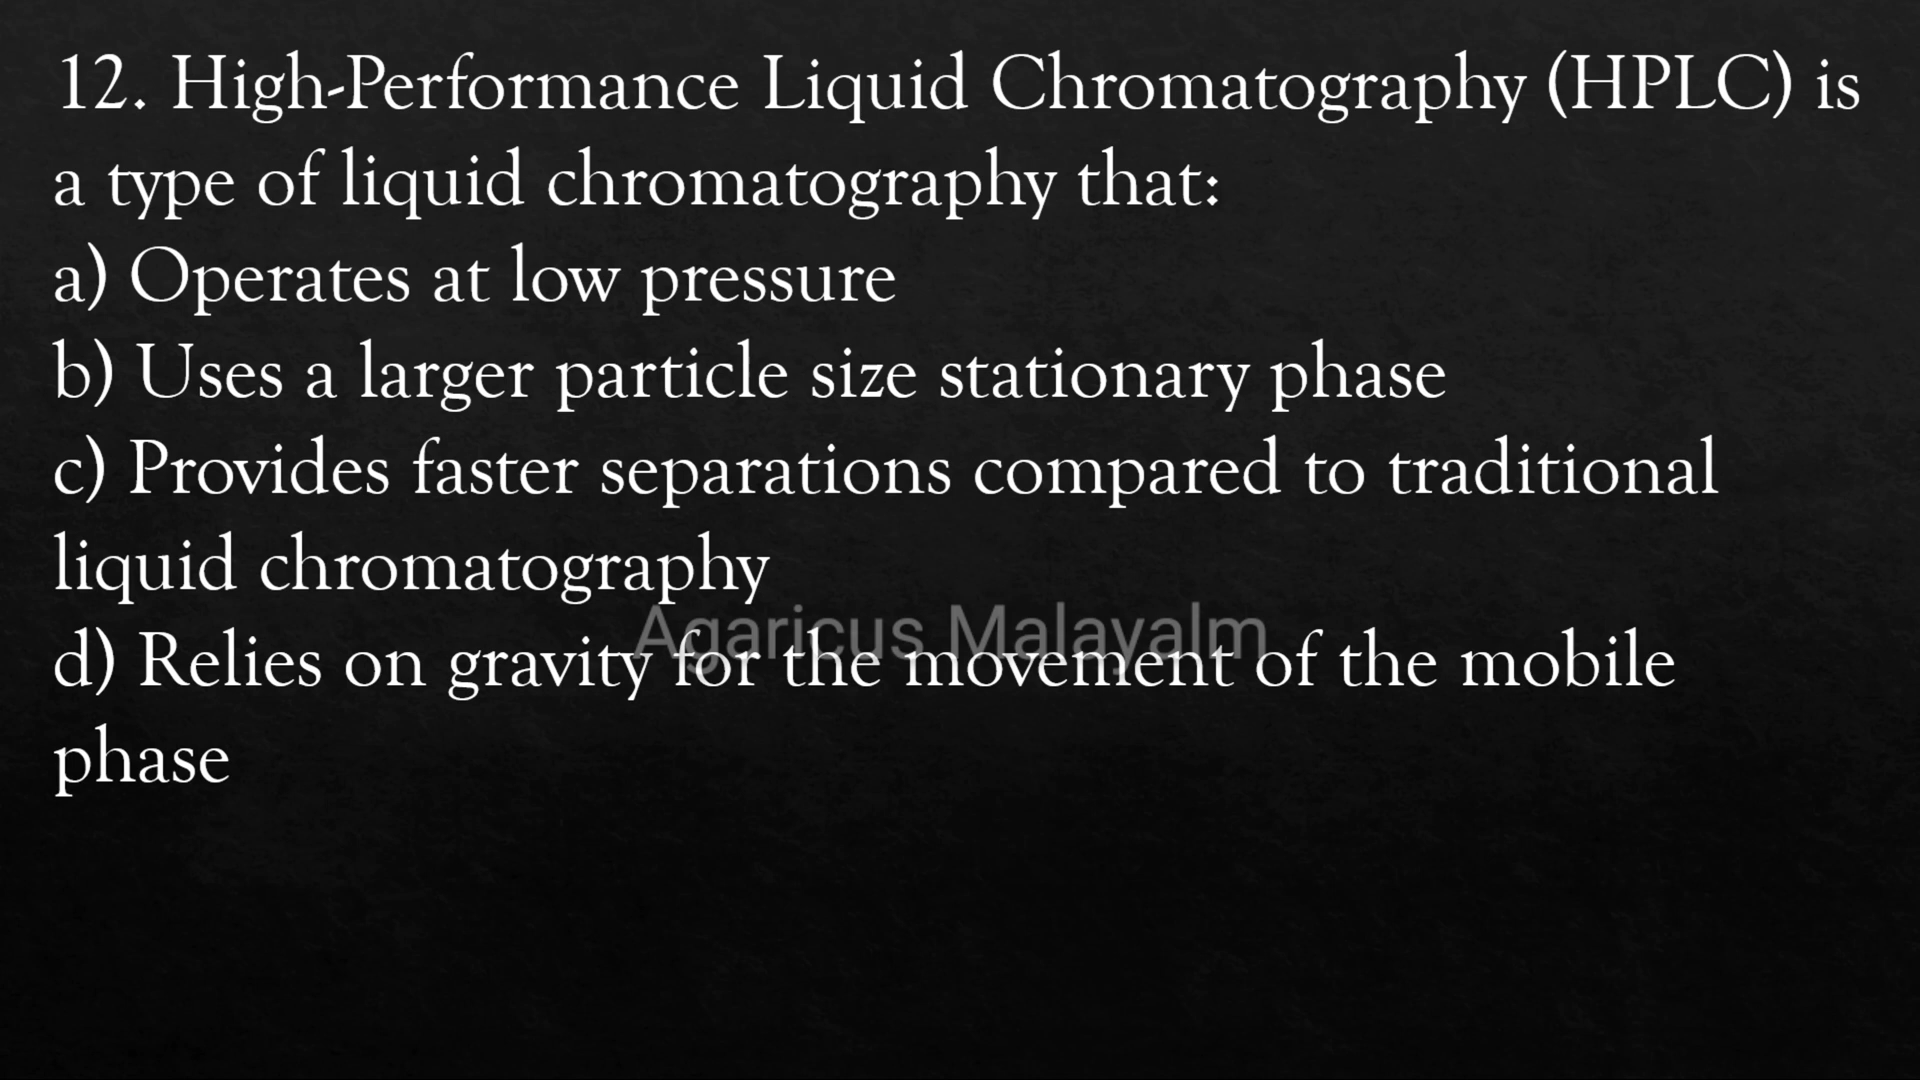 12. High-Performance Liquid Chromatography (HPLC) is
a type of liquid chromatography that:
a) Operates at low pressure
b) Uses a larger particle size stationary phase
c) Provides faster separations compared to traditional
liquid chromatography
Agaricus Malayalm
d) Relies on gravity for the movement of the mobile
phase